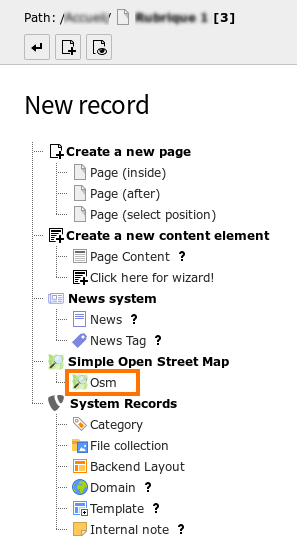 Path: / / [3]
New record
Create a new page
Page (inside)
Page (after)
Page (select position)
Create a new content element
Page Content ?
Click here for wizard!
News system
News ?
News Tag ?
Simple Open Street Map
Osm
System Records
Category
File collection
Backend Layout
Domain ?
Template ?
Internal note ?